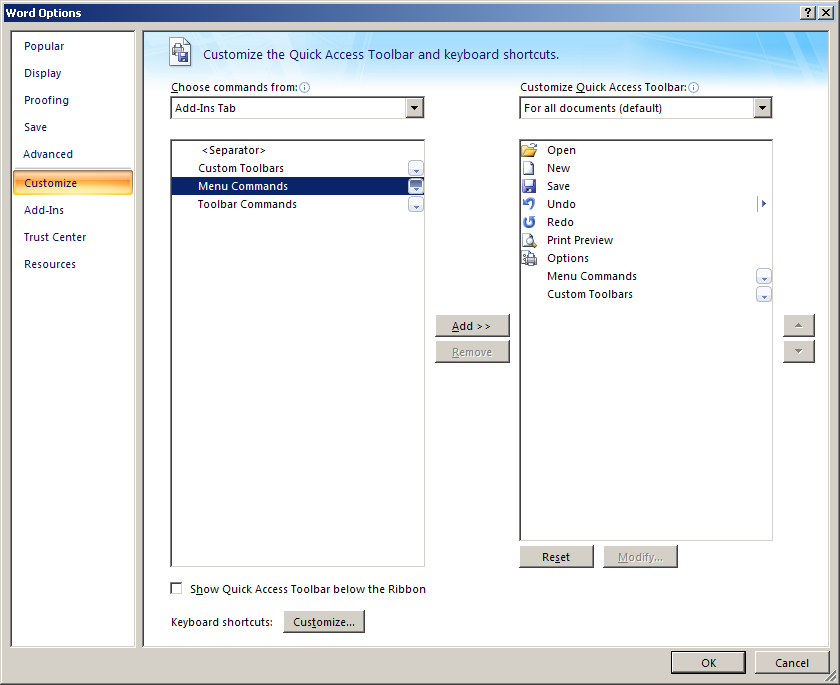 Word Options
Popular
Display
Proofing
Save
Advanced
Customize
Add-Ins
Trust Center
Resources
Customize the Quick Access Toolbar and keyboard shortcuts.
Choose commands from:
Add-Ins Tab
<Separator>
Custom Toolbars
Menu Commands
Toolbar Commands
Add >>
Remove
Customize Quick Access Toolbar:
For all documents (default)
Open
New
Save
Undo
Redo
Print Preview
Options
Menu Commands
Custom Toolbars
Reset
Modify...
Show Quick Access Toolbar below the Ribbon
Keyboard shortcuts:
Customize...
OK
Cancel